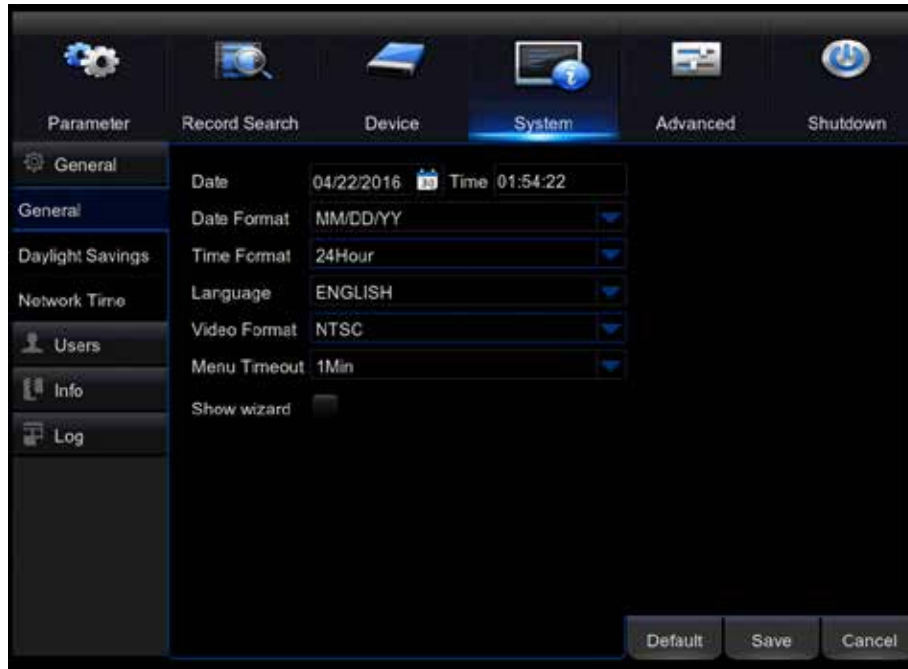 Parameter Record Search Device System Advanced Shutdown
General
General
Daylight Savings
Network Time
Users
Info
Log
Date 04/22/2016 30 Time 01:54:22
Date Format MM/DD/YY
Time Format 24Hour
Language ENGLISH
Video Format NTSC
Menu Timeout 1Min
Show wizard
Default Save Cancel